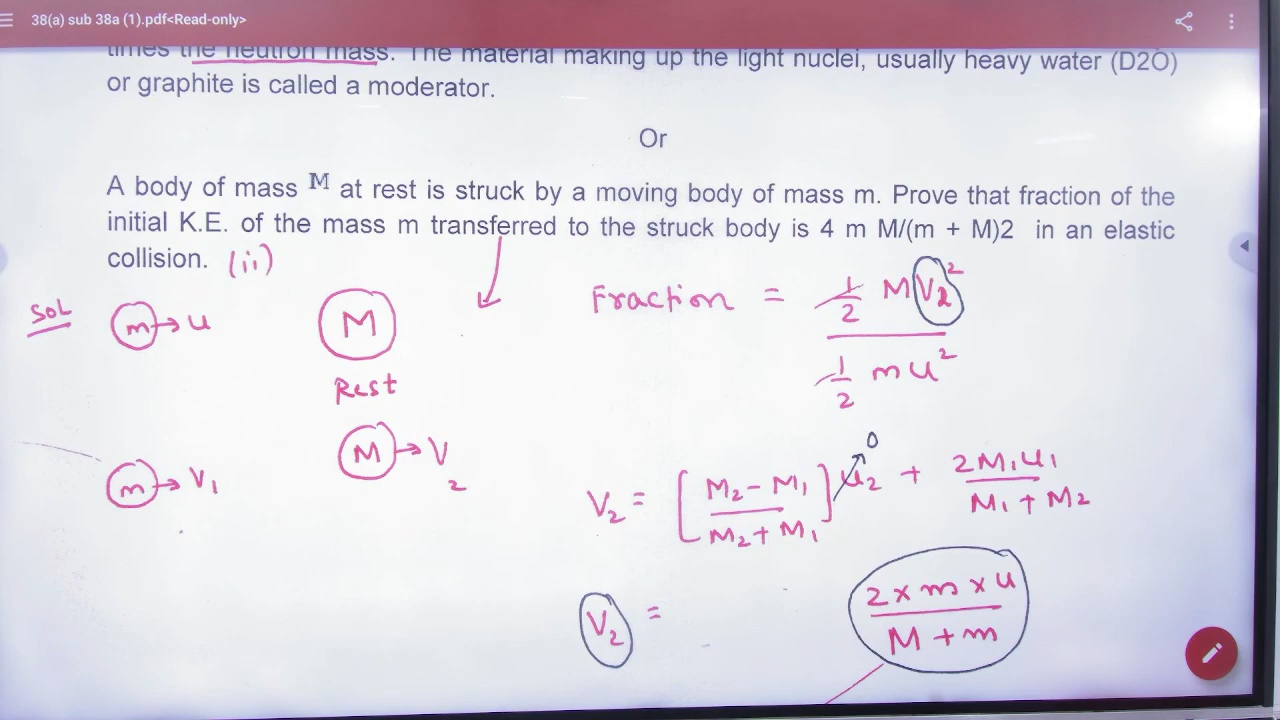 38(a) sub 38a (1).pdf<Read-only>
times the neutron mass. The material making up the light nuclei, usually heavy water (D2O)
or graphite is called a moderator.
Or
A body of mass M at rest is struck by a moving body of mass m. Prove that fraction of the
initial K.E. of the mass m transferred to the struck body is 4 m M/(m + M)2 in an elastic
collision. (ii)
Sol
m → u
M
Rest
m → V1
M → V2
Fraction = 1/2 M V2²
1/2 m u²
V2 = [M2 - M1 / M2 + M1] u2 0 + 2M1u1 / M1 + M2
V2 = 2 x m x u / M + m